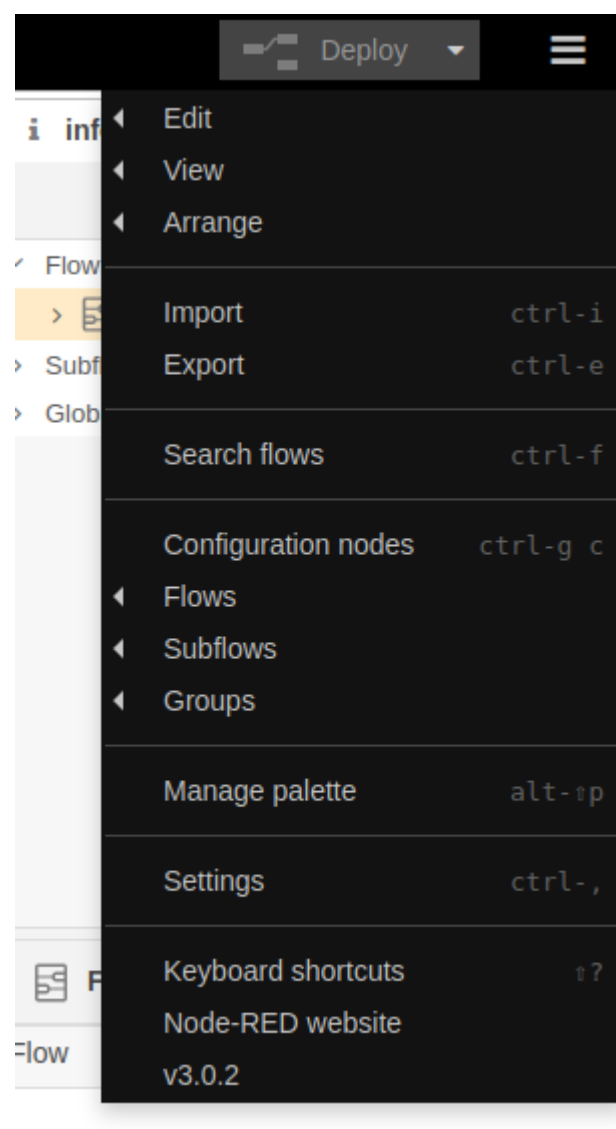 Deploy
i inf
Edit
View
Arrange
Flow
Import ctrl-i
Export ctrl-e
Subfl
Glob
Search flows ctrl-f
Configuration nodes ctrl-g c
Flows
Subflows
Groups
Manage palette alt-⇧p
Settings ctrl-,
Keyboard shortcuts ⇧?
F
Node-RED website
Flow
v3.0.2